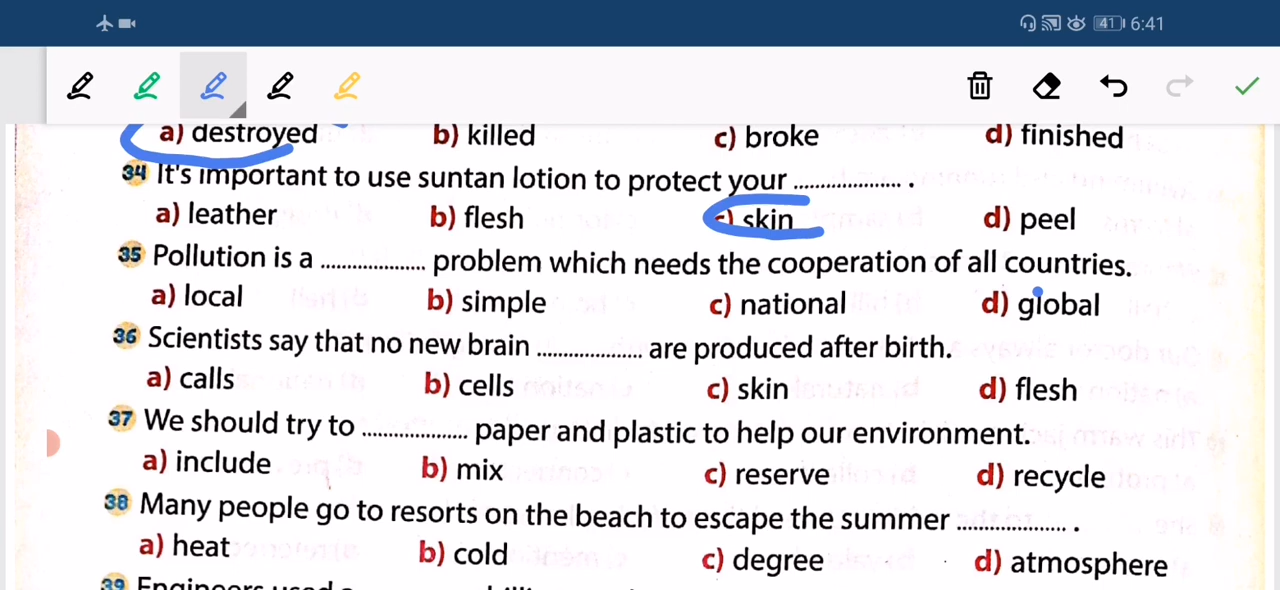 41 6:41
a) destroyed b) killed c) broke d) finished
34 It's important to use suntan lotion to protect your .................... .
a) leather b) flesh c) skin d) peel
35 Pollution is a .................... problem which needs the cooperation of all countries.
a) local b) simple c) national d) global
36 Scientists say that no new brain .................... are produced after birth.
a) calls b) cells c) skin d) flesh
37 We should try to .................... paper and plastic to help our environment.
a) include b) mix c) reserve d) recycle
38 Many people go to resorts on the beach to escape the summer .................... .
a) heat b) cold c) degree d) atmosphere
39 Engineers used a